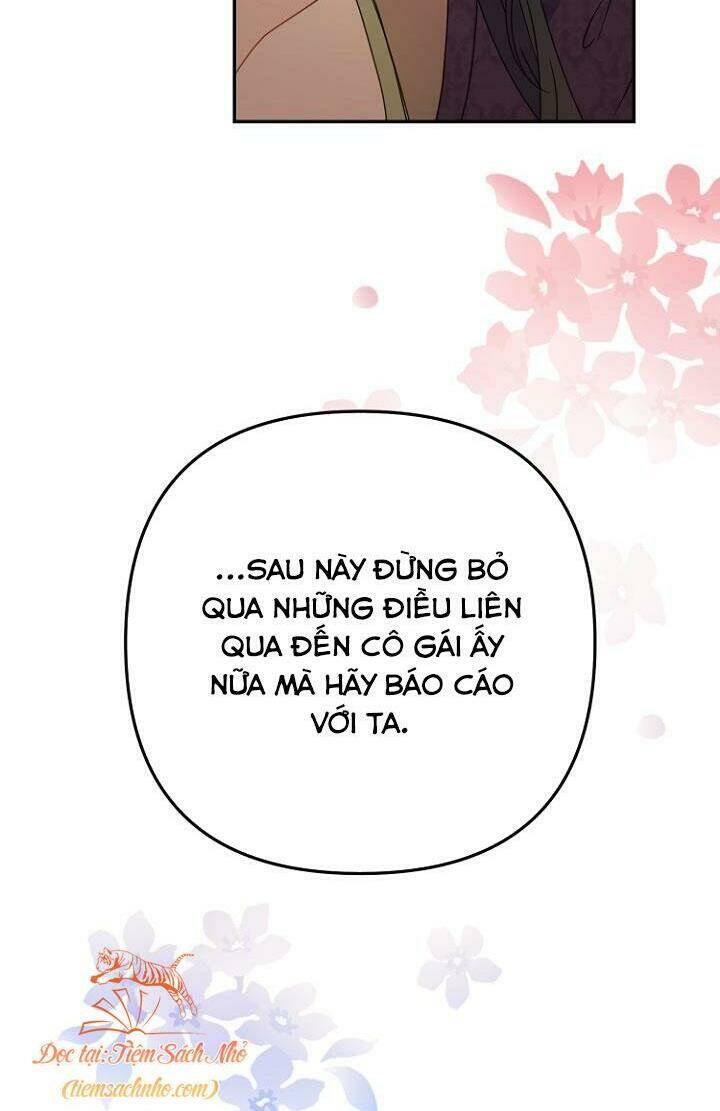 ...SAU NÀY ĐỪNG BỎ
QUA NHỮNG ĐIỀU LIÊN
QUA ĐẾN CÔ GÁI ẤY
NỮA MÀ HÃY BÁO CÁO
VỚI TA.
Đọc tại: Tiệm Sách Nhỏ
(tiemsachnho.com)